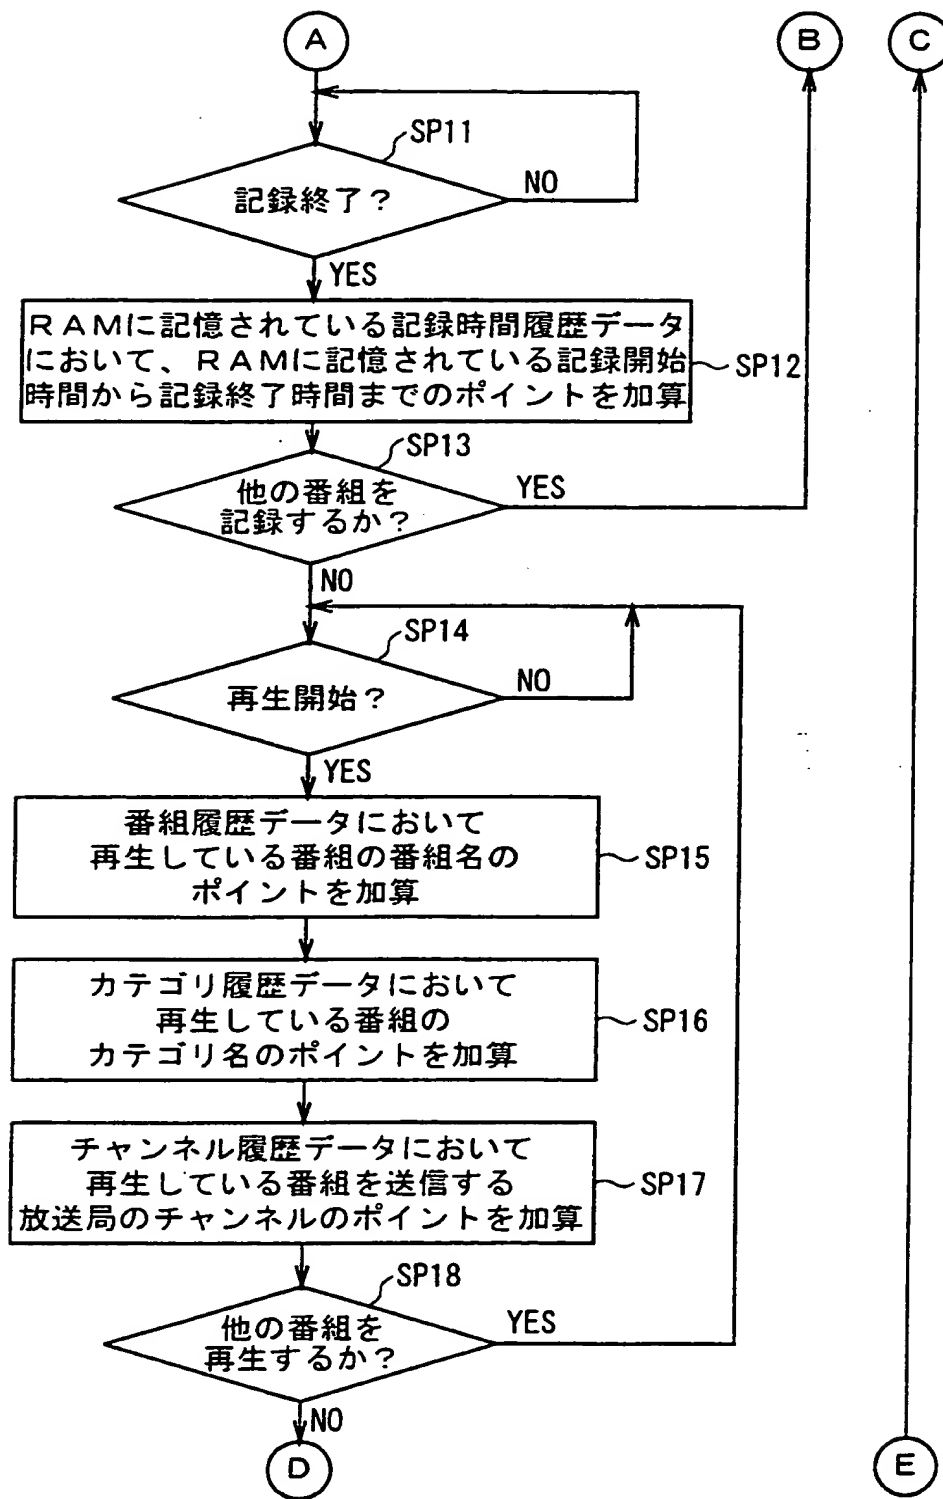 A
B
C
SP11
記録終了?
NO
YES
RAMに記憶されている記録時間履歴データ
において、RAMに記憶されている記録開始
時間から記録終了時間までのポイントを加算
SP12
SP13
他の番組を
記録するか?
YES
NO
SP14
再生開始?
NO
YES
番組履歴データにおいて
再生している番組の番組名の
ポイントを加算
SP15
カテゴリ履歴データにおいて
再生している番組の
カテゴリ名のポイントを加算
SP16
チャンネル履歴データにおいて
再生している番組を送信する
放送局のチャンネルのポイントを加算
SP17
SP18
他の番組を
再生するか?
YES
NO
D
E